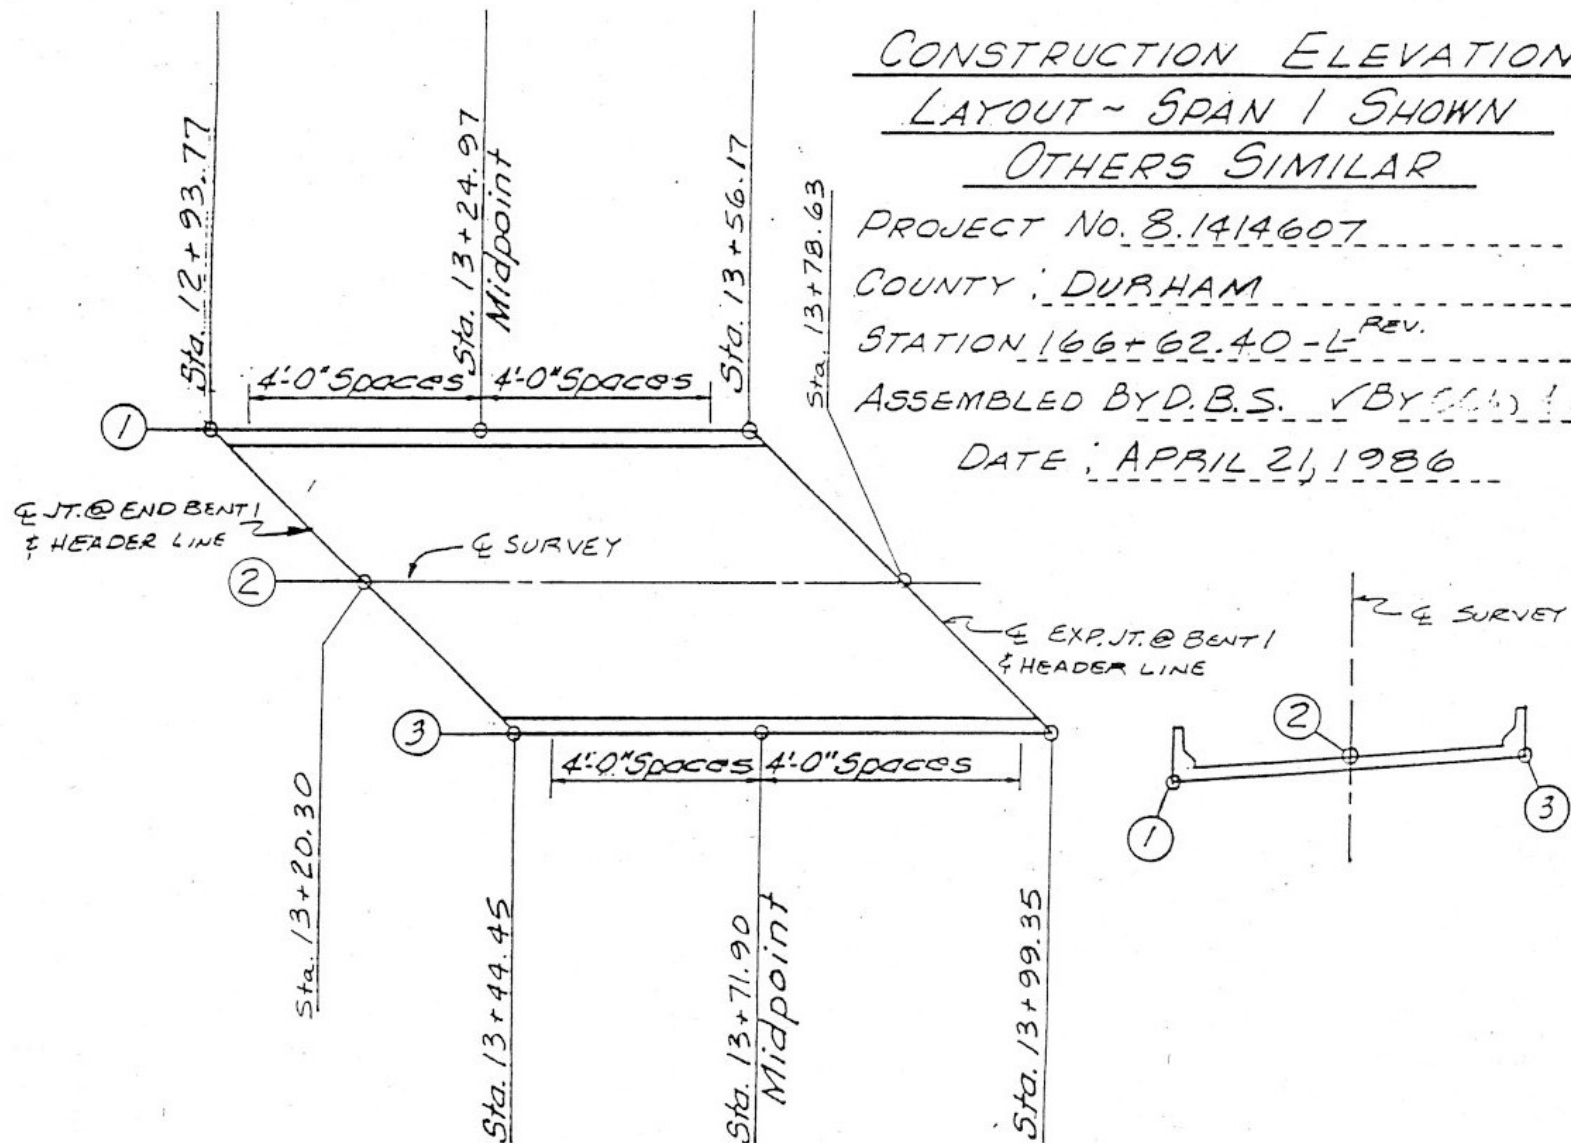 CONSTRUCTION ELEVATION
LAYOUT ~ SPAN 1 SHOWN
OTHERS SIMILAR
PROJECT No. 8.1414607
COUNTY: DURHAM
STATION 166+62.40-L REV.
ASSEMBLED BY D.B.S. ✓BY
DATE: APRIL 21, 1986
Sta. 12+93.77
Sta. 13+24.97
Midpoint
Sta. 13+56.17
Sta. 13+78.63
4'-0" Spaces
4'-0" Spaces
1
℄ JT. @ END BENT 1
& HEADER LINE
℄ SURVEY
2
℄ EXP. JT. @ BENT 1
& HEADER LINE
3
4'-0" Spaces
4'-0" Spaces
Sta. 13+20.30
Sta. 13+44.45
Sta. 13+71.90
Midpoint
Sta. 13+99.35
℄ SURVEY
2
1
3